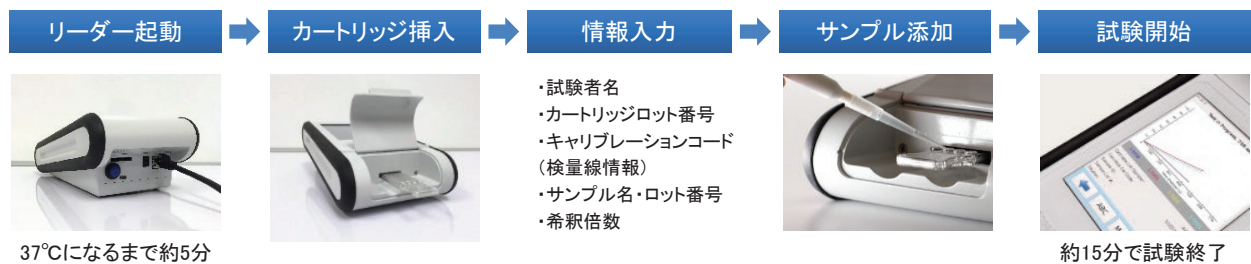 リーダー起動
カートリッジ挿入
情報入力
サンプル添加
試験開始
・試験者名
・カートリッジロット番号
・キャリブレーションコード
(検量線情報)
・サンプル名・ロット番号
・希釈倍数
ABC
37℃になるまで約5分
約15分で試験終了